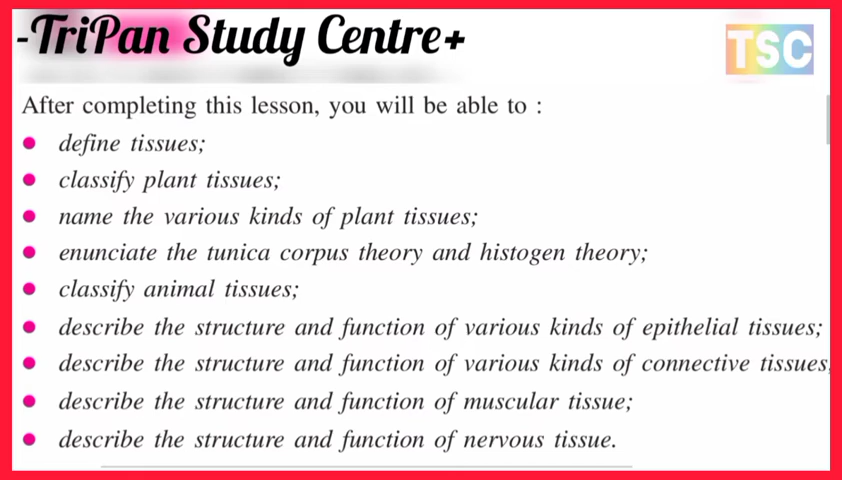 -TriPan Study Centre+
TSC
After completing this lesson, you will be able to :
● define tissues;
● classify plant tissues;
● name the various kinds of plant tissues;
● enunciate the tunica corpus theory and histogen theory;
● classify animal tissues;
● describe the structure and function of various kinds of epithelial tissues;
● describe the structure and function of various kinds of connective tissues;
● describe the structure and function of muscular tissue;
● describe the structure and function of nervous tissue.